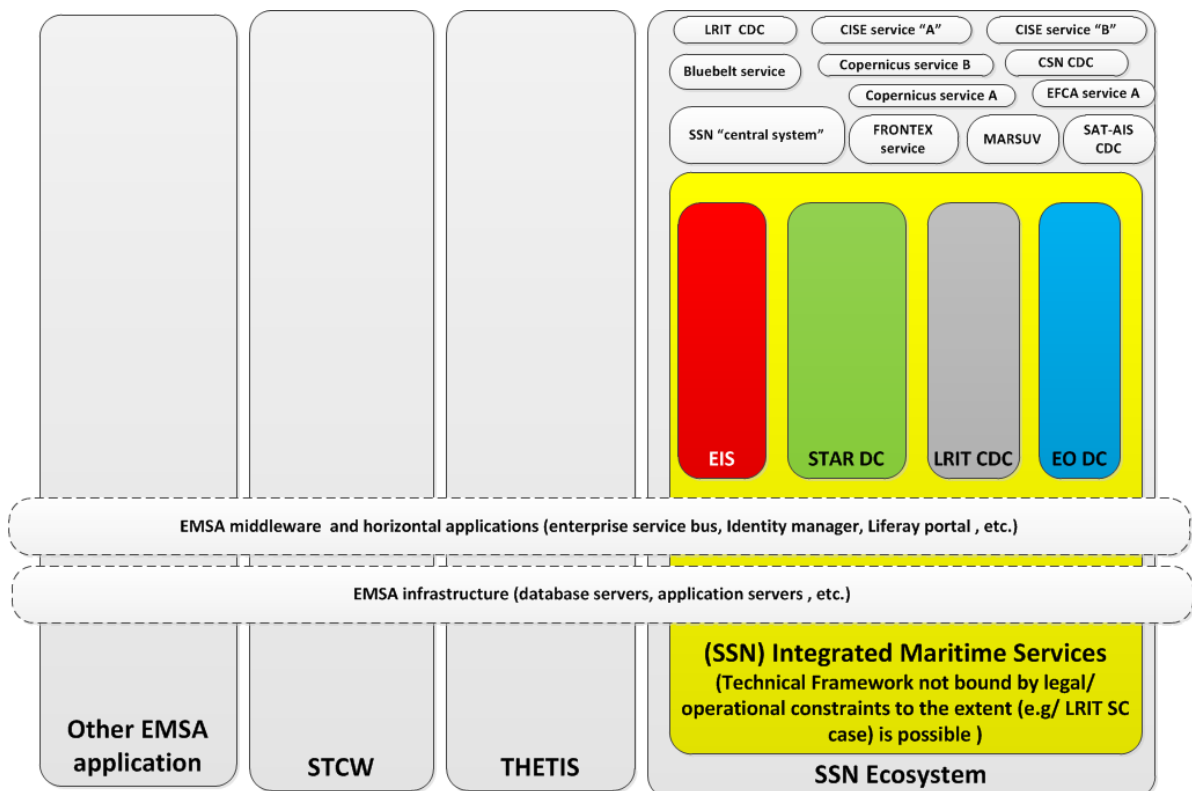 LRIT CDC
CISE service “A”
CISE service “B”
Bluebelt service
Copernicus service B
CSN CDC
Copernicus service A
EFCA service A
SSN “central system”
FRONTEX
service
MARSUV
SAT-AIS
CDC
EIS
STAR DC
LRIT CDC
EO DC
EMSA middleware and horizontal applications (enterprise service bus, Identity manager, Liferay portal , etc.)
EMSA infrastructure (database servers, application servers , etc.)
(SSN) Integrated Maritime Services
(Technical Framework not bound by legal/
operational constraints to the extent (e.g/ LRIT SC
case) is possible )
Other EMSA
application
STCW
THETIS
SSN Ecosystem